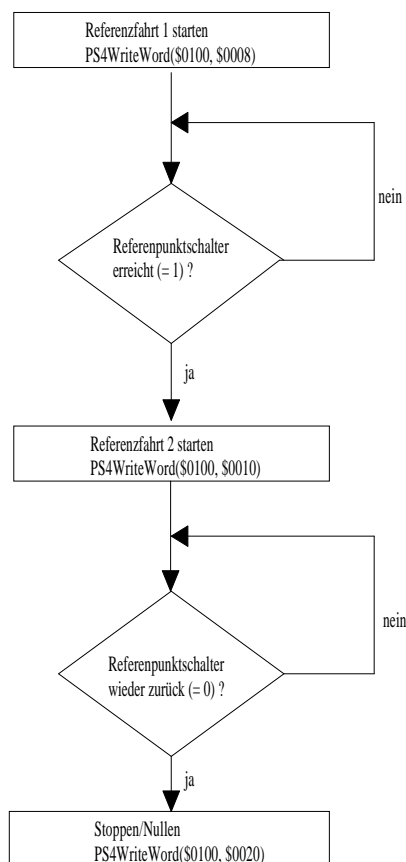 Referenzfahrt 1 starten
PS4WriteWord($0100, $0008)
nein
Referenpunktschalter
erreicht (= 1) ?
ja
Referenzfahrt 2 starten
PS4WriteWord($0100, $0010)
nein
Referenpunktschalter
wieder zurück (= 0) ?
ja
Stoppen/Nullen
PS4WriteWord($0100, $0020)